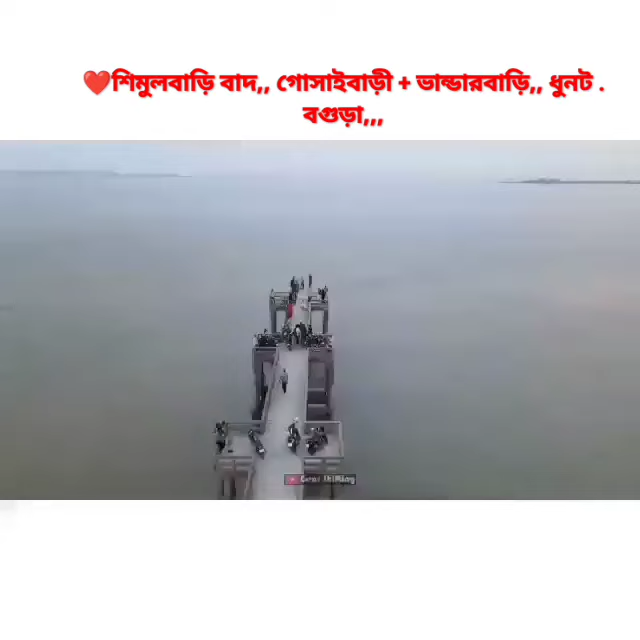 ❤️শিমুলবাড়ি বাদ,, গোসাইবাড়ী + ভান্ডারবাড়ি,, ধুনট .
বগুড়া,,,